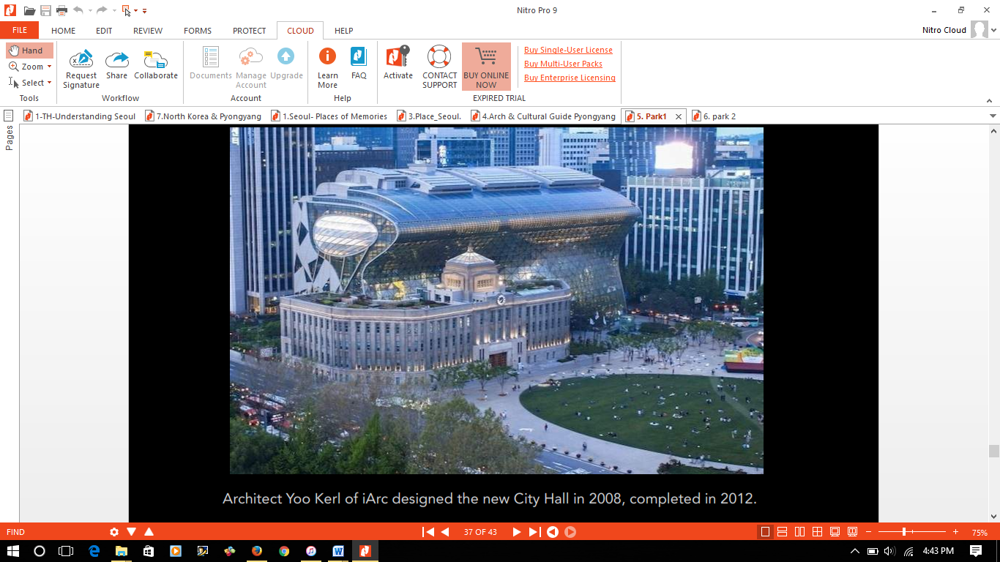 Nitro Pro 9
FILE HOME EDIT REVIEW FORMS PROTECT CLOUD HELP
Nitro Cloud
Hand
Zoom
Select
Tools
Request Signature
Share
Collaborate
Workflow
Documents
Manage Account
Upgrade
Account
Learn More
FAQ
Help
Activate
CONTACT SUPPORT
BUY ONLINE NOW
Buy Single-User License
Buy Multi-User Packs
Buy Enterprise Licensing
EXPIRED TRIAL
Pages
1-TH-Understanding Seoul
7.North Korea & Pyongyang
1.Seoul- Places of Memories
3.Place_Seoul.
4.Arch & Cultural Guide Pyongyang
5. Park1
6. park 2
Architect Yoo Kerl of iArc designed the new City Hall in 2008, completed in 2012.
FIND
37 OF 43
75%
4:43 PM